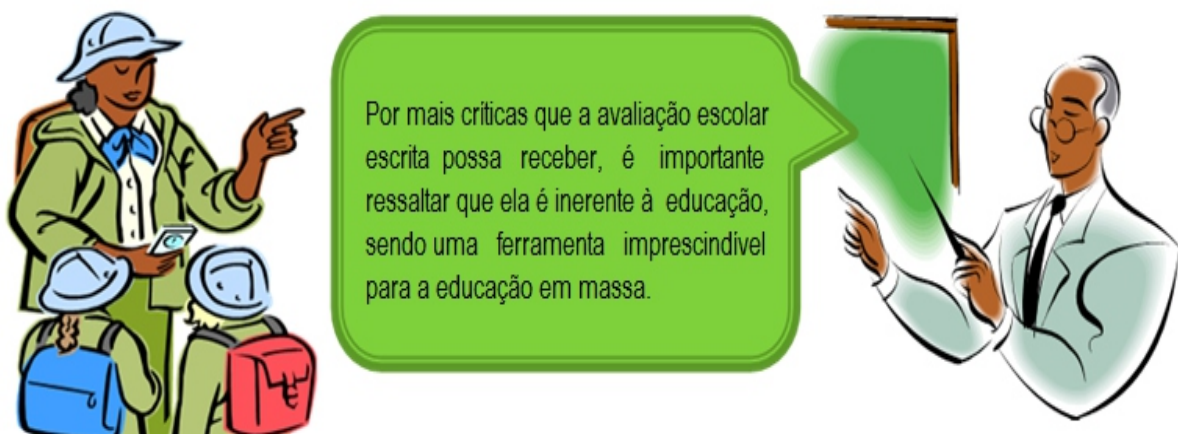 Por mais críticas que a avaliação escolar
escrita possa receber, é importante
ressaltar que ela é inerente à educação,
sendo uma ferramenta imprescindível
para a educação em massa.